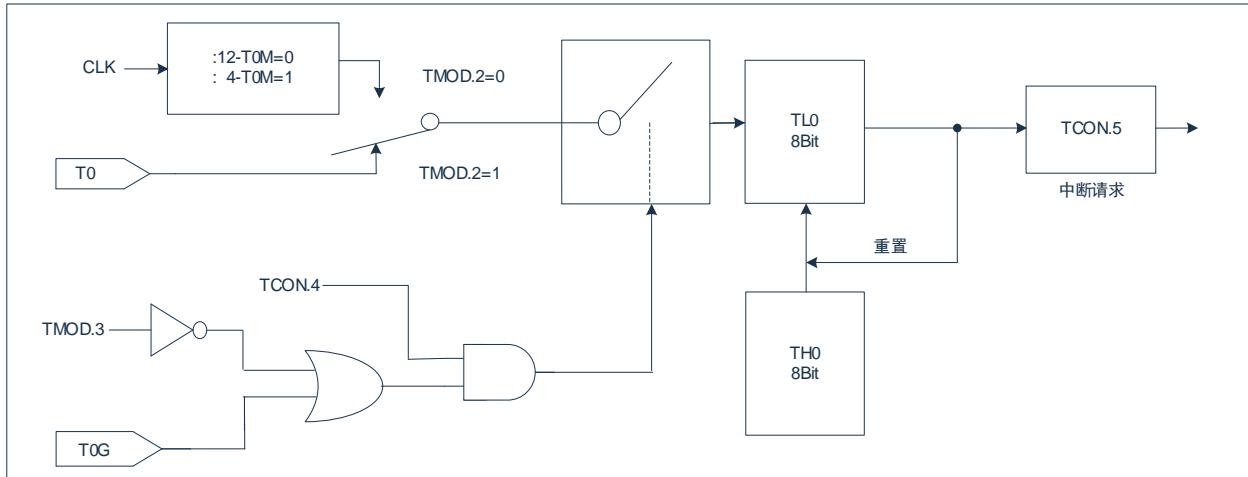 :12-T0M=0
: 4-T0M=1
CLK
TMOD.2=0
T0
TMOD.2=1
TL0
8Bit
TCON.5
中断请求
重置
TCON.4
TMOD.3
TH0
8Bit
T0G